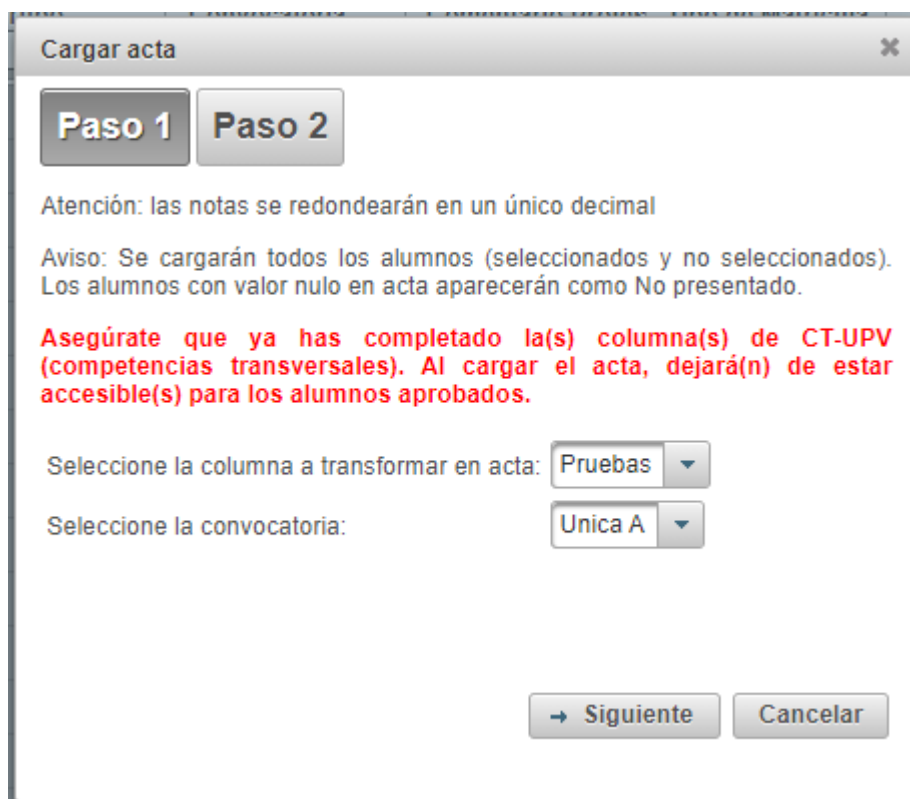 Cargar acta
Paso 1 Paso 2
Atención: las notas se redondearán en un único decimal
Aviso: Se cargarán todos los alumnos (seleccionados y no seleccionados).
Los alumnos con valor nulo en acta aparecerán como No presentado.
Asegúrate que ya has completado la(s) columna(s) de CT-UPV
(competencias transversales). Al cargar el acta, dejará(n) de estar
accesible(s) para los alumnos aprobados.
Seleccione la columna a transformar en acta: Pruebas
Seleccione la convocatoria: Unica A
Siguiente Cancelar